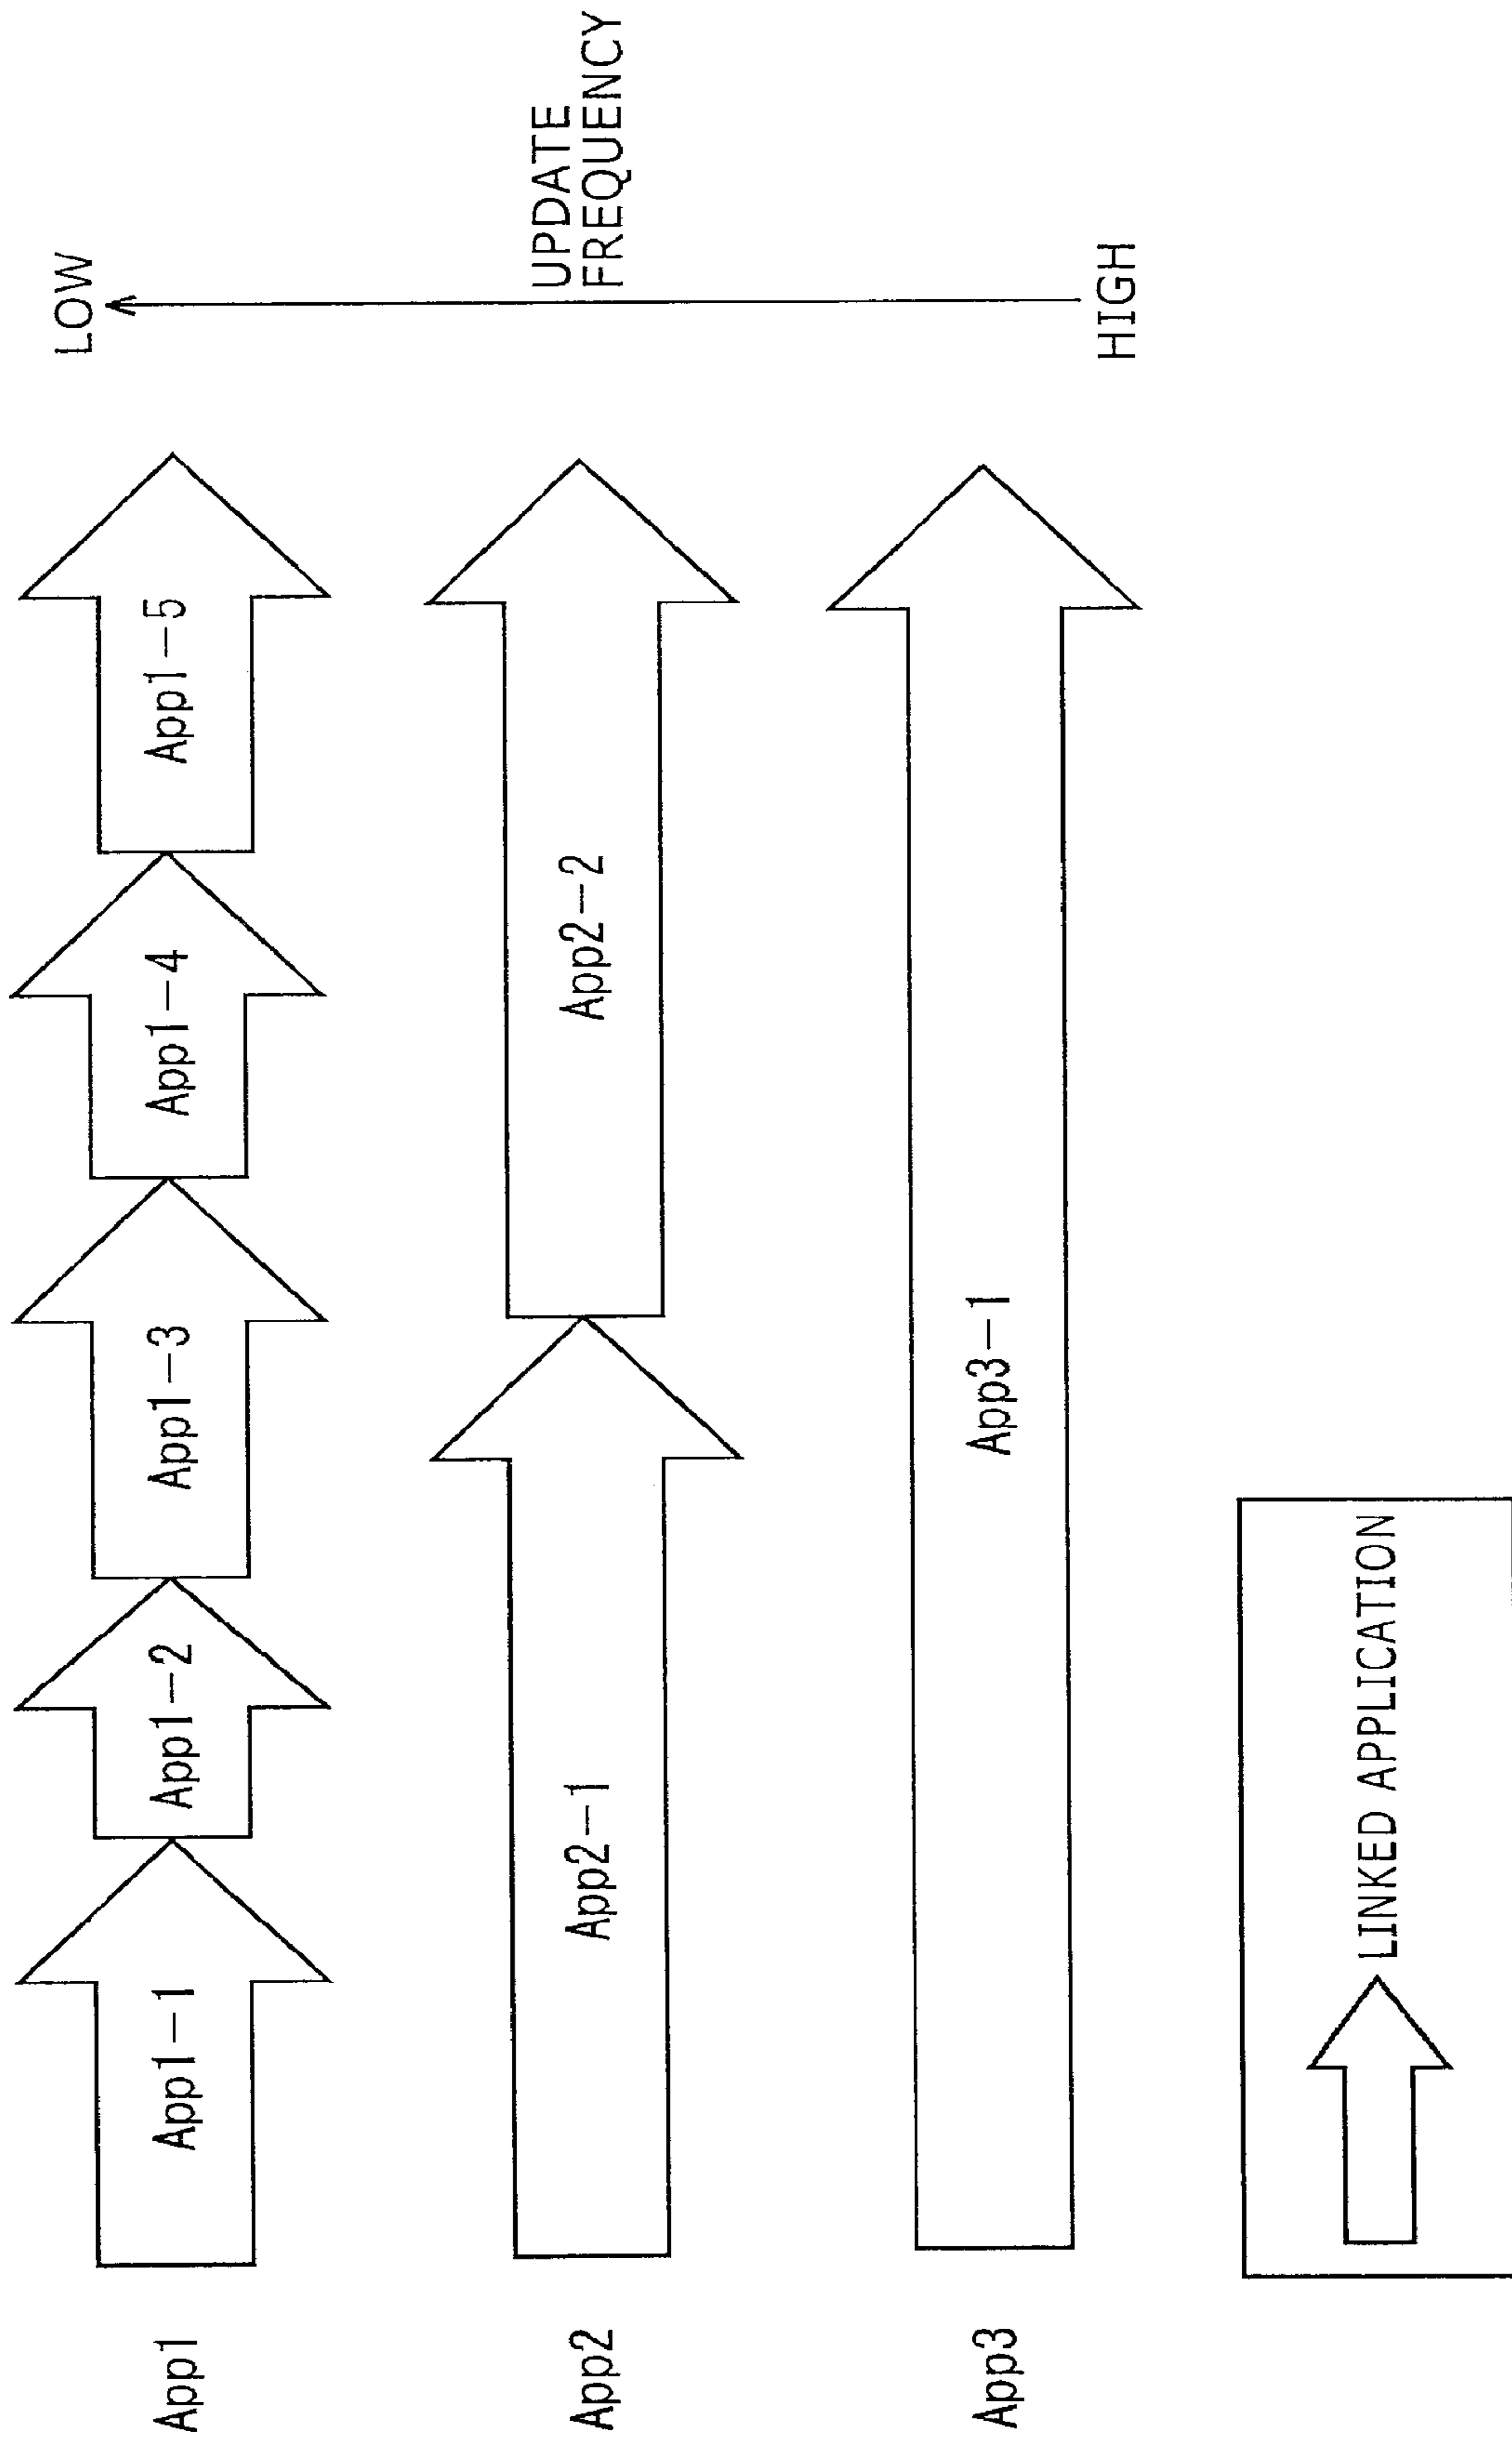 App1
App1-1
App1-2
App1-3
App1-4
App1-5
LOW
App2
App2-1
App2-2
UPDATE
FREQUENCY
App3
App3-1
HIGH
LINKED APPLICATION